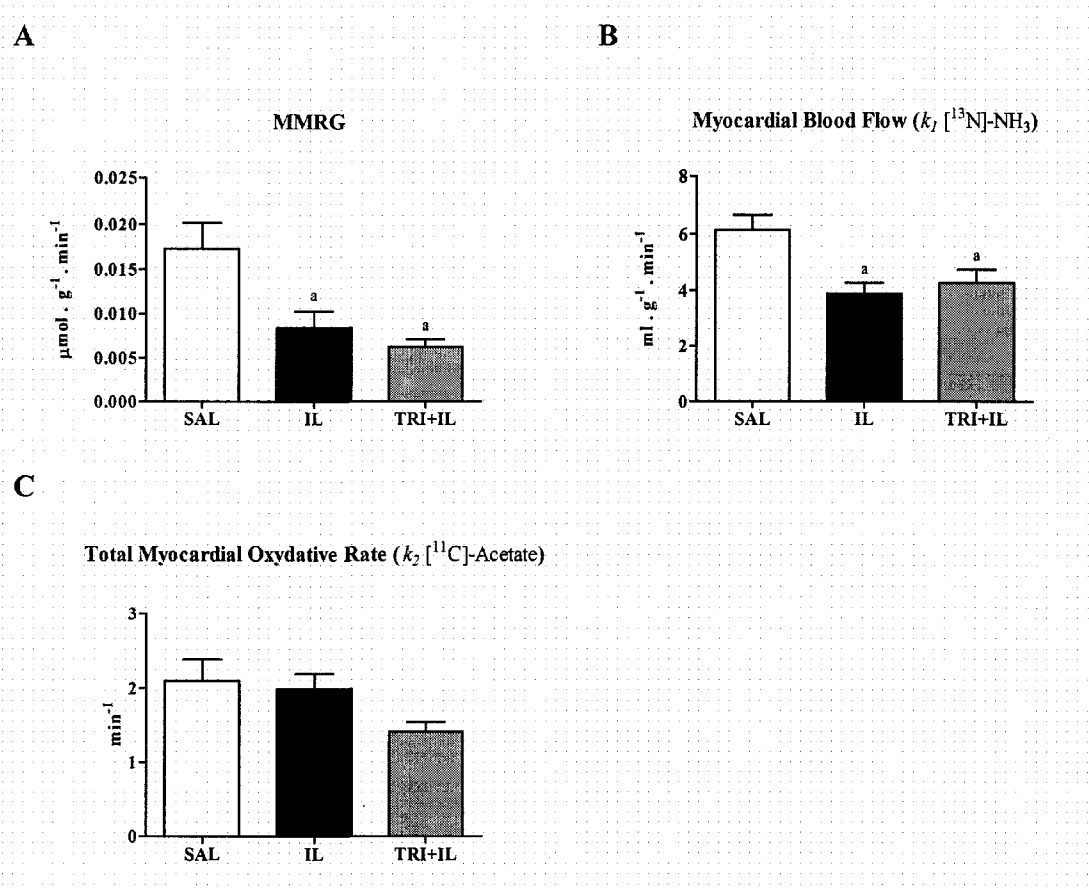 A
MMRG
µmol . g⁻¹ . min⁻¹
0.025
0.020
0.015
0.010
0.005
0.000
a
a
SAL IL TRI+IL
B
Myocardial Blood Flow (k₁ [¹³N]-NH₃)
ml . g⁻¹ . min⁻¹
8
6
4
2
0
a
a
SAL IL TRI+IL
C
Total Myocardial Oxydative Rate (k₂ [¹¹C]-Acetate)
min⁻¹
3
2
1
0
SAL IL TRI+IL